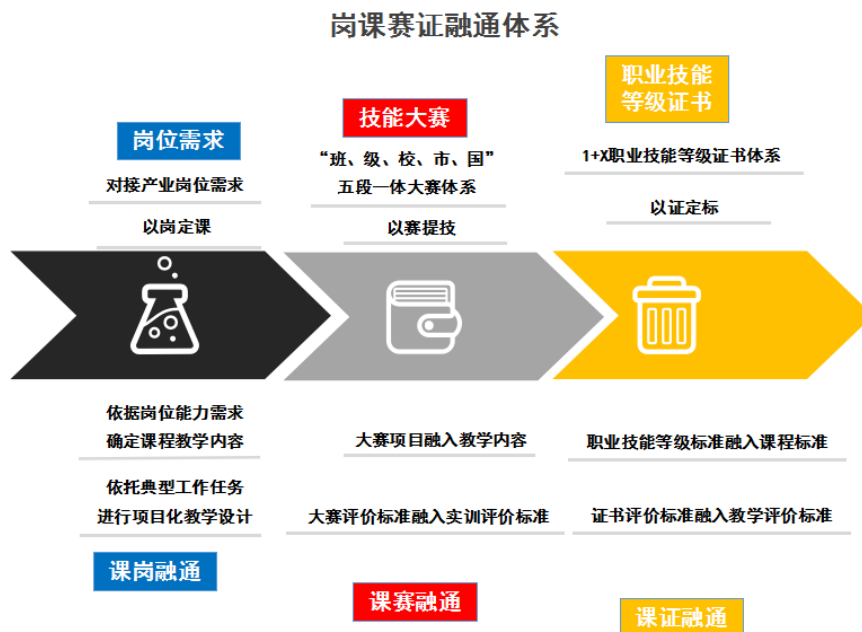 岗课赛证融通体系
岗位需求
对接产业岗位需求
以岗定课
技能大赛
“班、级、校、市、国”
五段一体大赛体系
以赛提技
职业技能
等级证书
1+X职业技能等级证书体系
以证定标
依据岗位能力需求
确定课程教学内容
依托典型工作任务
进行项目化教学设计
课岗融通
大赛项目融入教学内容
大赛评价标准融入实训评价标准
课赛融通
职业技能等级标准融入课程标准
证书评价标准融入教学评价标准
课证融通